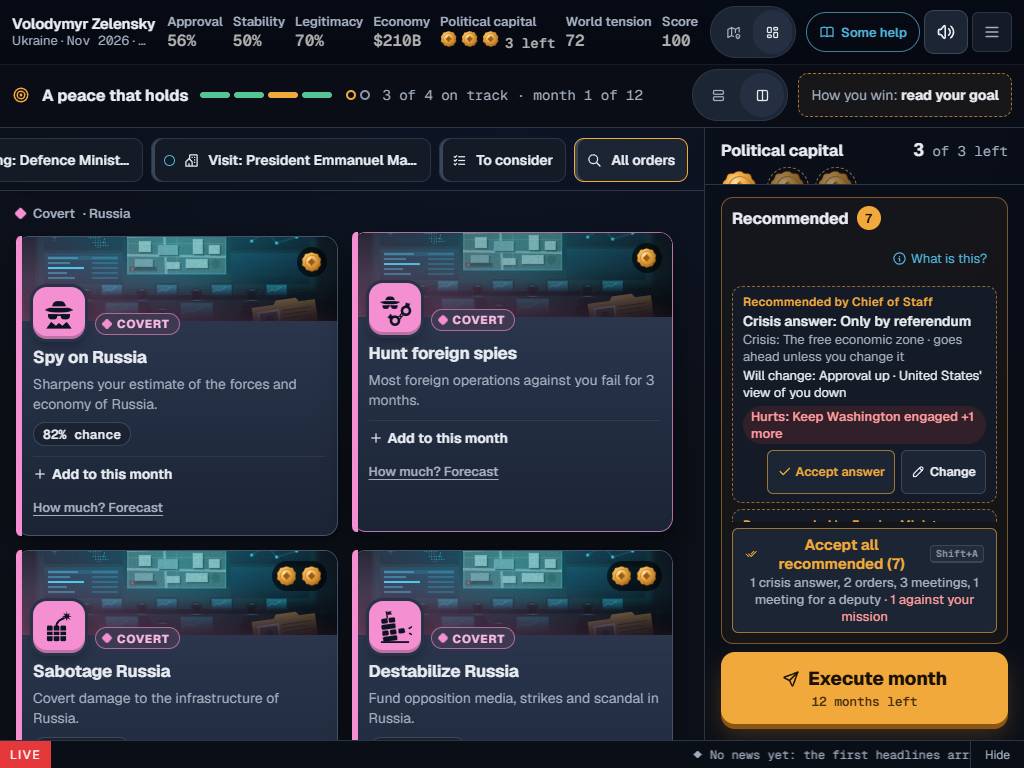 Volodymyr Zelensky
Ukraine · Nov 2026 · …
Approval
56%
Stability
50%
Legitimacy
70%
Economy
$210B
Political capital
3 left
World tension
72
Score
100
Some help
A peace that holds
3 of 4 on track · month 1 of 12
How you win: read your goal
ng: Defence Minist…
Visit: President Emmanuel Ma…
To consider
All orders
Covert · Russia
COVERT
Spy on Russia
Sharpens your estimate of the forces and
economy of Russia.
82% chance
+ Add to this month
How much? Forecast
COVERT
Hunt foreign spies
Most foreign operations against you fail for 3
months.
+ Add to this month
How much? Forecast
COVERT
Sabotage Russia
Covert damage to the infrastructure of
Russia.
COVERT
Destabilize Russia
Fund opposition media, strikes and scandal in
Russia.
Political capital
3 of 3 left
Recommended 7
What is this?
Recommended by Chief of Staff
Crisis answer: Only by referendum
Crisis: The free economic zone · goes
ahead unless you change it
Will change: Approval up · United States'
view of you down
Hurts: Keep Washington engaged +1
more
Accept answer
Change
Accept all
recommended (7)
Shift+A
1 crisis answer, 2 orders, 3 meetings, 1
meeting for a deputy · 1 against your
mission
Execute month
12 months left
LIVE
No news yet: the first headlines arr
Hide